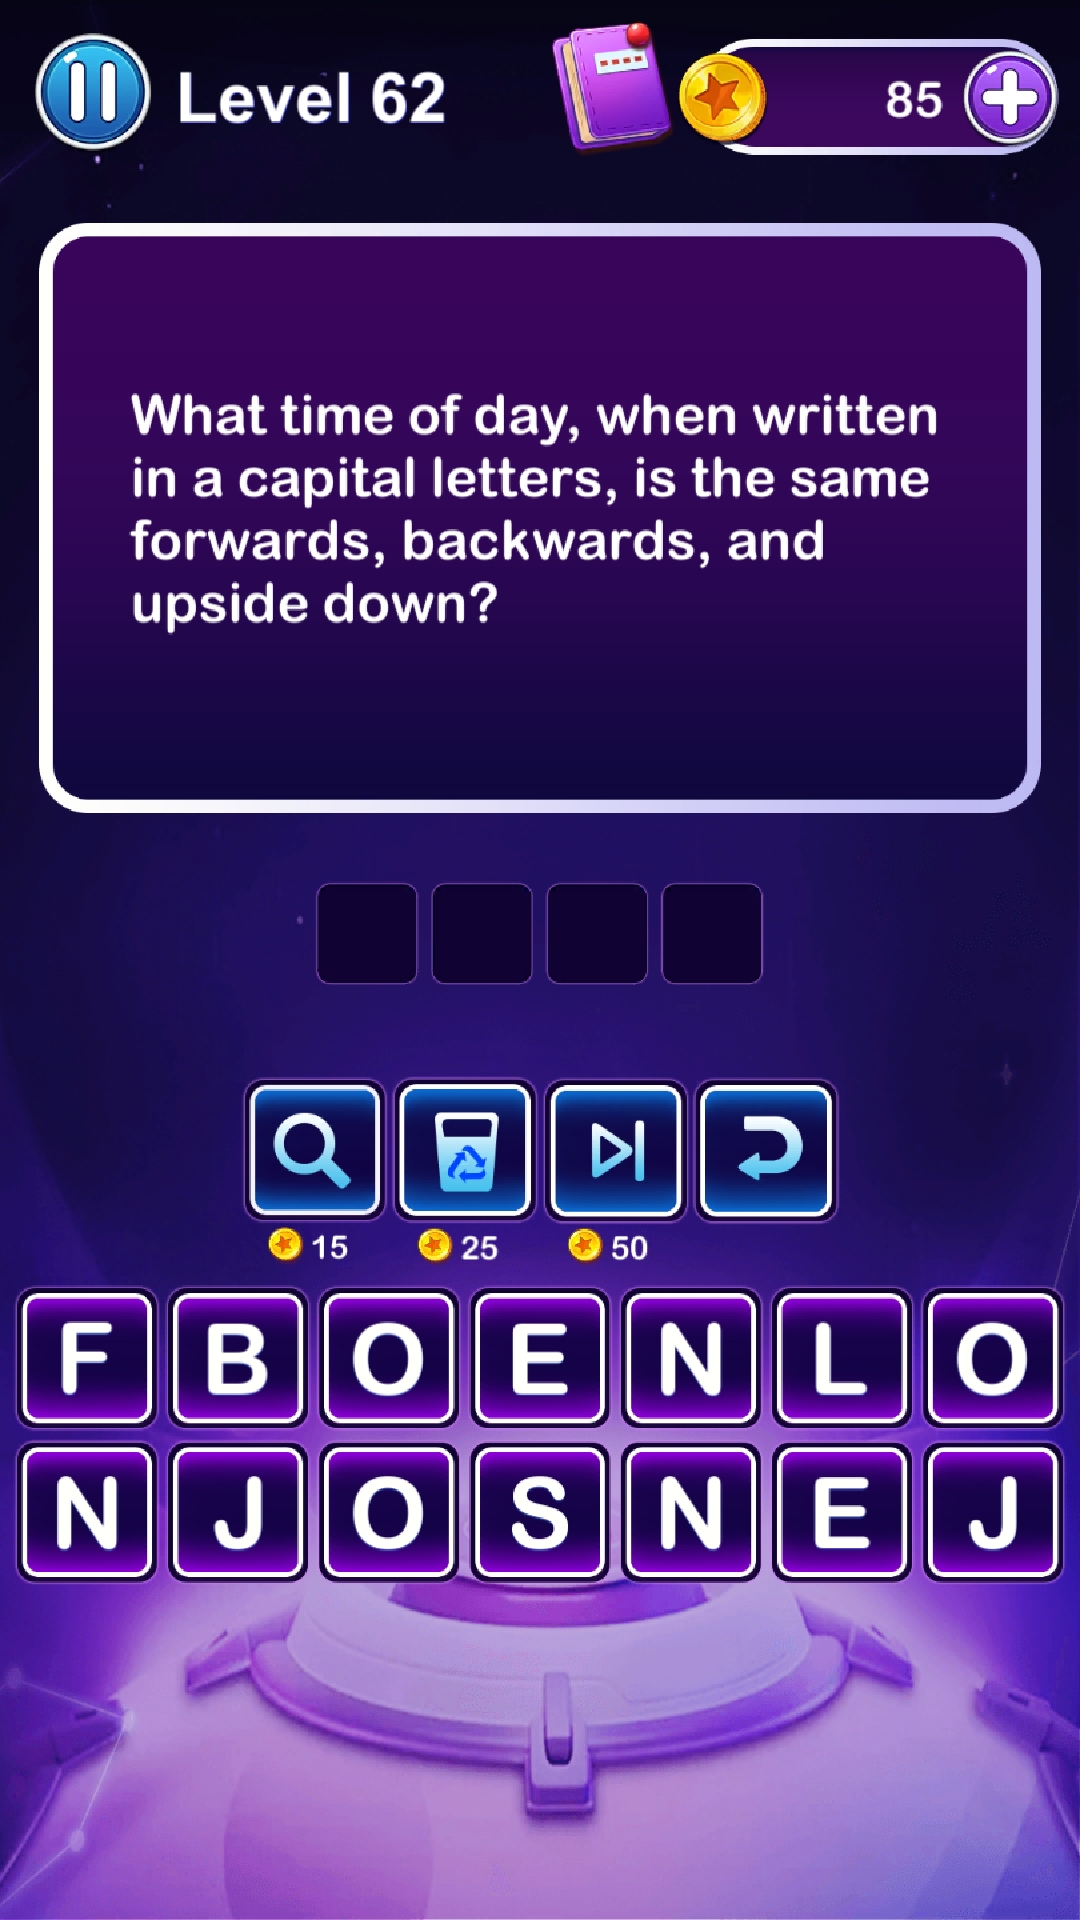 Level 62
85
What time of day, when written
in a capital letters, is the same
forwards, backwards, and
upside down?
15 25 50
F B O E N L O
N J O S N E J